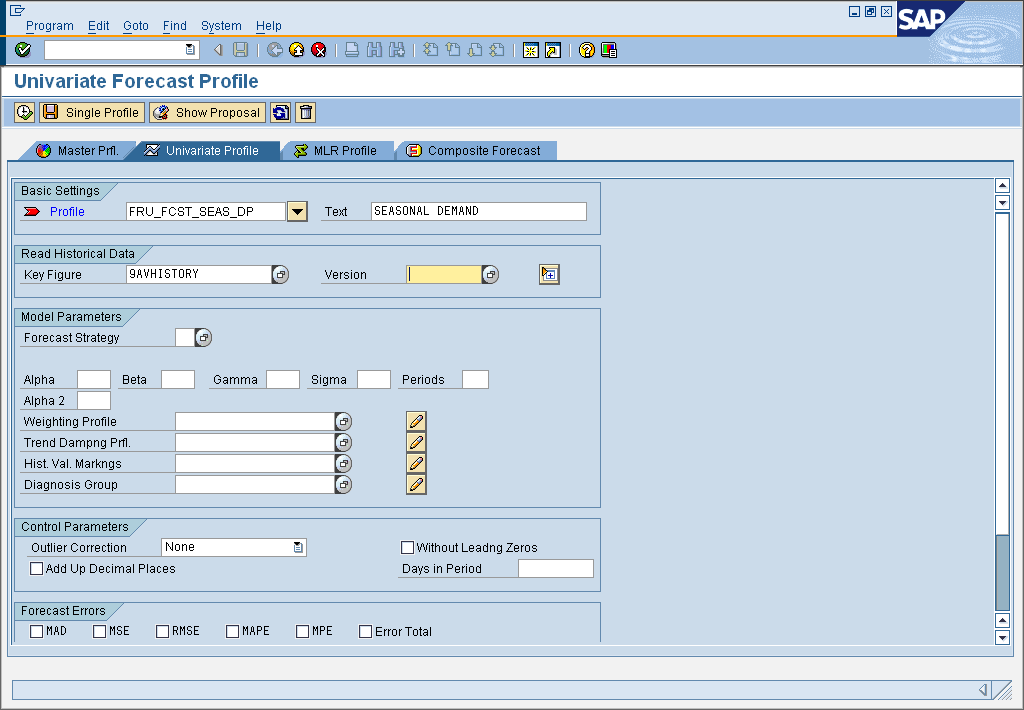 Program Edit Goto Find System Help
SAP
Univariate Forecast Profile
Single Profile Show Proposal
Master Prfl. Univariate Profile MLR Profile Composite Forecast
Basic Settings
Profile FRU_FCST_SEAS_DP Text SEASONAL DEMAND
Read Historical Data
Key Figure 9AVHISTORY Version
Model Parameters
Forecast Strategy
Alpha Beta Gamma Sigma Periods
Alpha 2
Weighting Profile
Trend Dampng Prfl.
Hist. Val. Markngs
Diagnosis Group
Control Parameters
Outlier Correction None Without Leadng Zeros
Add Up Decimal Places Days in Period
Forecast Errors
MAD MSE RMSE MAPE MPE Error Total